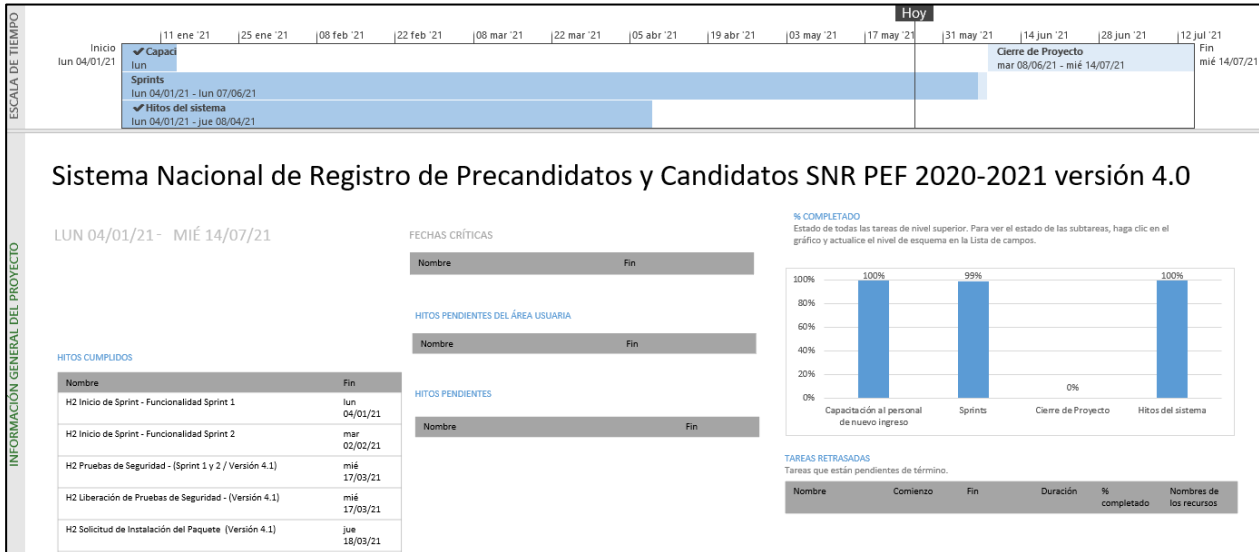 Hoy
11 ene '21 25 ene '21 08 feb '21 22 feb '21 08 mar '21 22 mar '21 05 abr '21 19 abr '21 03 may '21 17 may '21 31 may '21 14 jun '21 28 jun '21 12 jul '21
ESCALA DE TIEMPO
Inicio
lun 04/01/21
Capaci
lun
Sprints
lun 04/01/21 - lun 07/06/21
Hitos del sistema
lun 04/01/21 - jue 08/04/21
Cierre de Proyecto
mar 08/06/21 - mié 14/07/21
Fin
mié 14/07/21
INFORMACIÓN GENERAL DEL PROYECTO
Sistema Nacional de Registro de Precandidatos y Candidatos SNR PEF 2020-2021 versión 4.0
LUN 04/01/21 - MIÉ 14/07/21
HITOS CUMPLIDOS
Nombre Fin
H2 Inicio de Sprint - Funcionalidad Sprint 1 lun
04/01/21
H2 Inicio de Sprint - Funcionalidad Sprint 2 mar
02/02/21
H2 Pruebas de Seguridad - (Sprint 1 y 2 / Versión 4.1) mié
17/03/21
H2 Liberación de Pruebas de Seguridad - (Versión 4.1) mié
17/03/21
H2 Solicitud de Instalación del Paquete (Versión 4.1) jue
18/03/21
FECHAS CRÍTICAS
Nombre Fin
HITOS PENDIENTES DEL ÁREA USUARIA
Nombre Fin
HITOS PENDIENTES
Nombre Fin
% COMPLETADO
Estado de todas las tareas de nivel superior. Para ver el estado de las subtareas, haga clic en el
gráfico y actualice el nivel de esquema en la Lista de campos.
100% 80% 60% 40% 20% 0%
100% 99% 0% 100%
Capacitación al personal
de nuevo ingreso
Sprints
Cierre de Proyecto
Hitos del sistema
TAREAS RETRASADAS
Tareas que están pendientes de término.
Nombre Comienzo Fin Duración %
completado Nombres de
los recursos